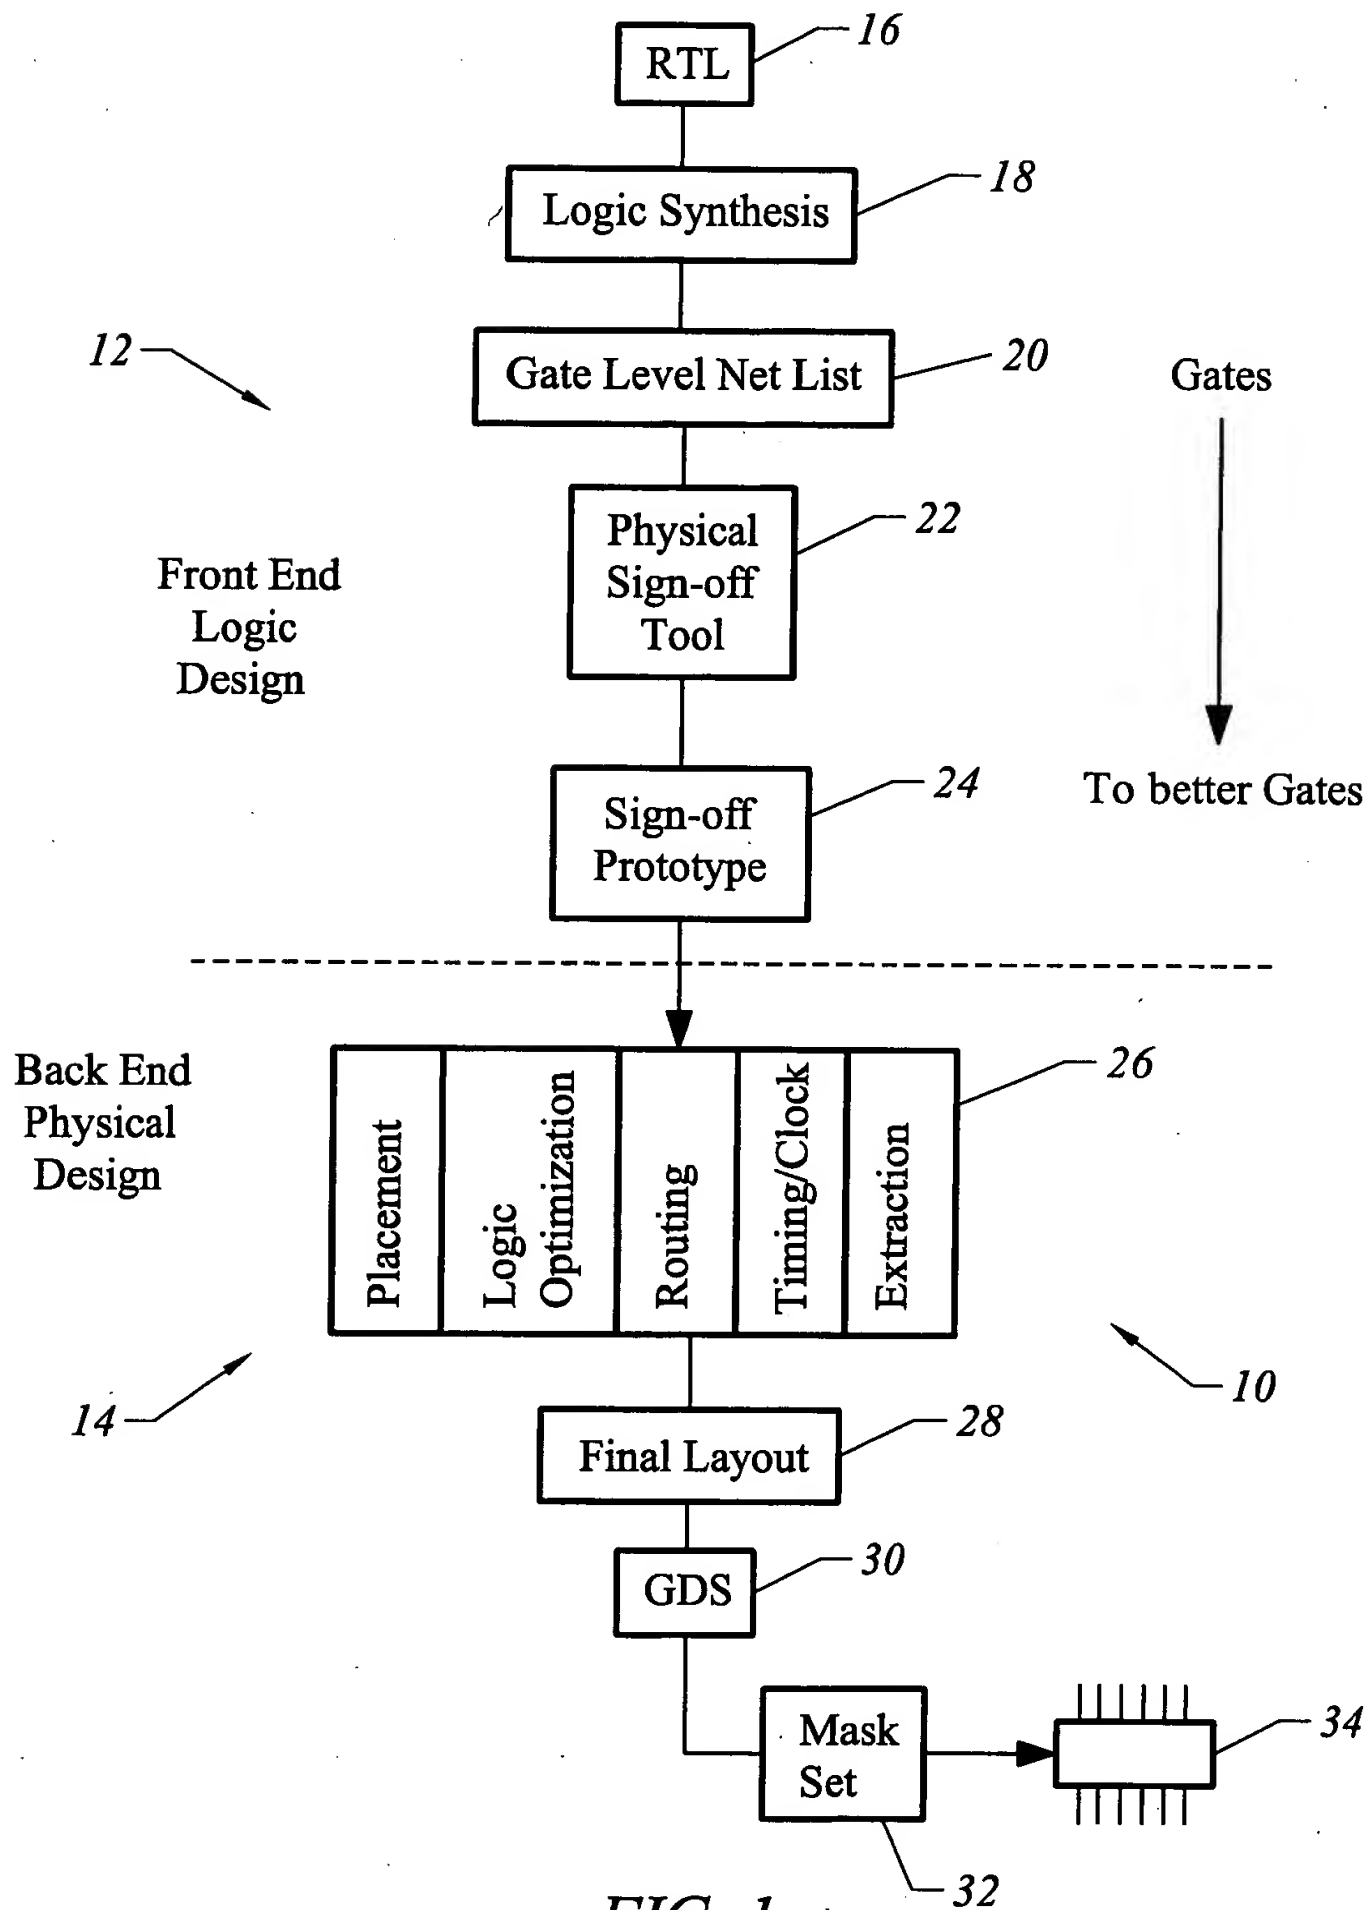 16
RTL
18
Logic Synthesis
12
20
Gate Level Net List
Gates
22
Physical
Sign-off
Tool
Front End
Logic
Design
24
To better Gates
Sign-off
Prototype
Back End
Physical
Design
26
Placement
Logic
Optimization
Routing
Timing/Clock
Extraction
14
10
28
Final Layout
30
GDS
Mask
Set
34
32
FIG. 1